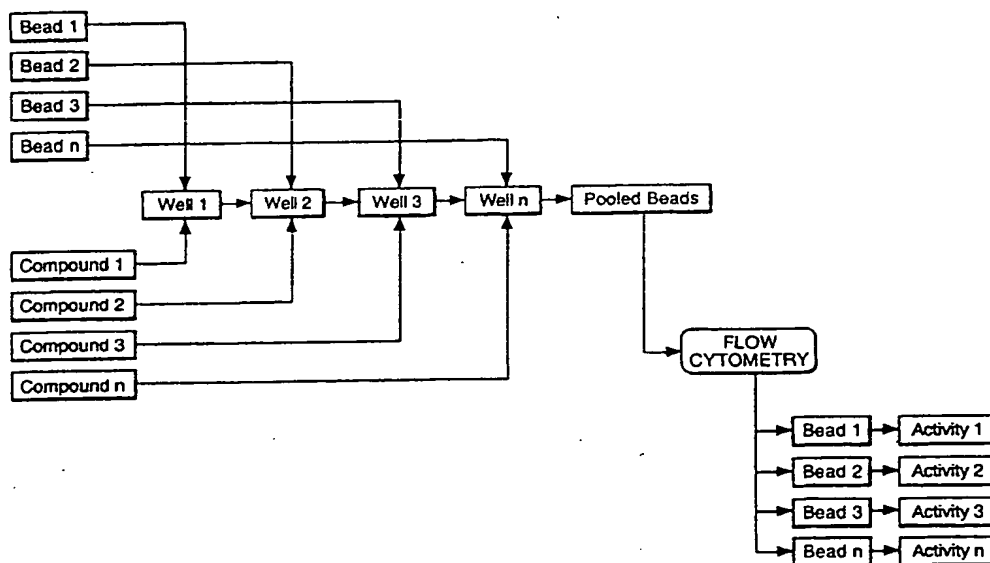 Bead 1
Bead 2
Bead 3
Bead n
Well 1
Well 2
Well 3
Well n
Pooled Beads
Compound 1
Compound 2
Compound 3
Compound n
FLOW
CYTOMETRY
Bead 1
Activity 1
Bead 2
Activity 2
Bead 3
Activity 3
Bead n
Activity n